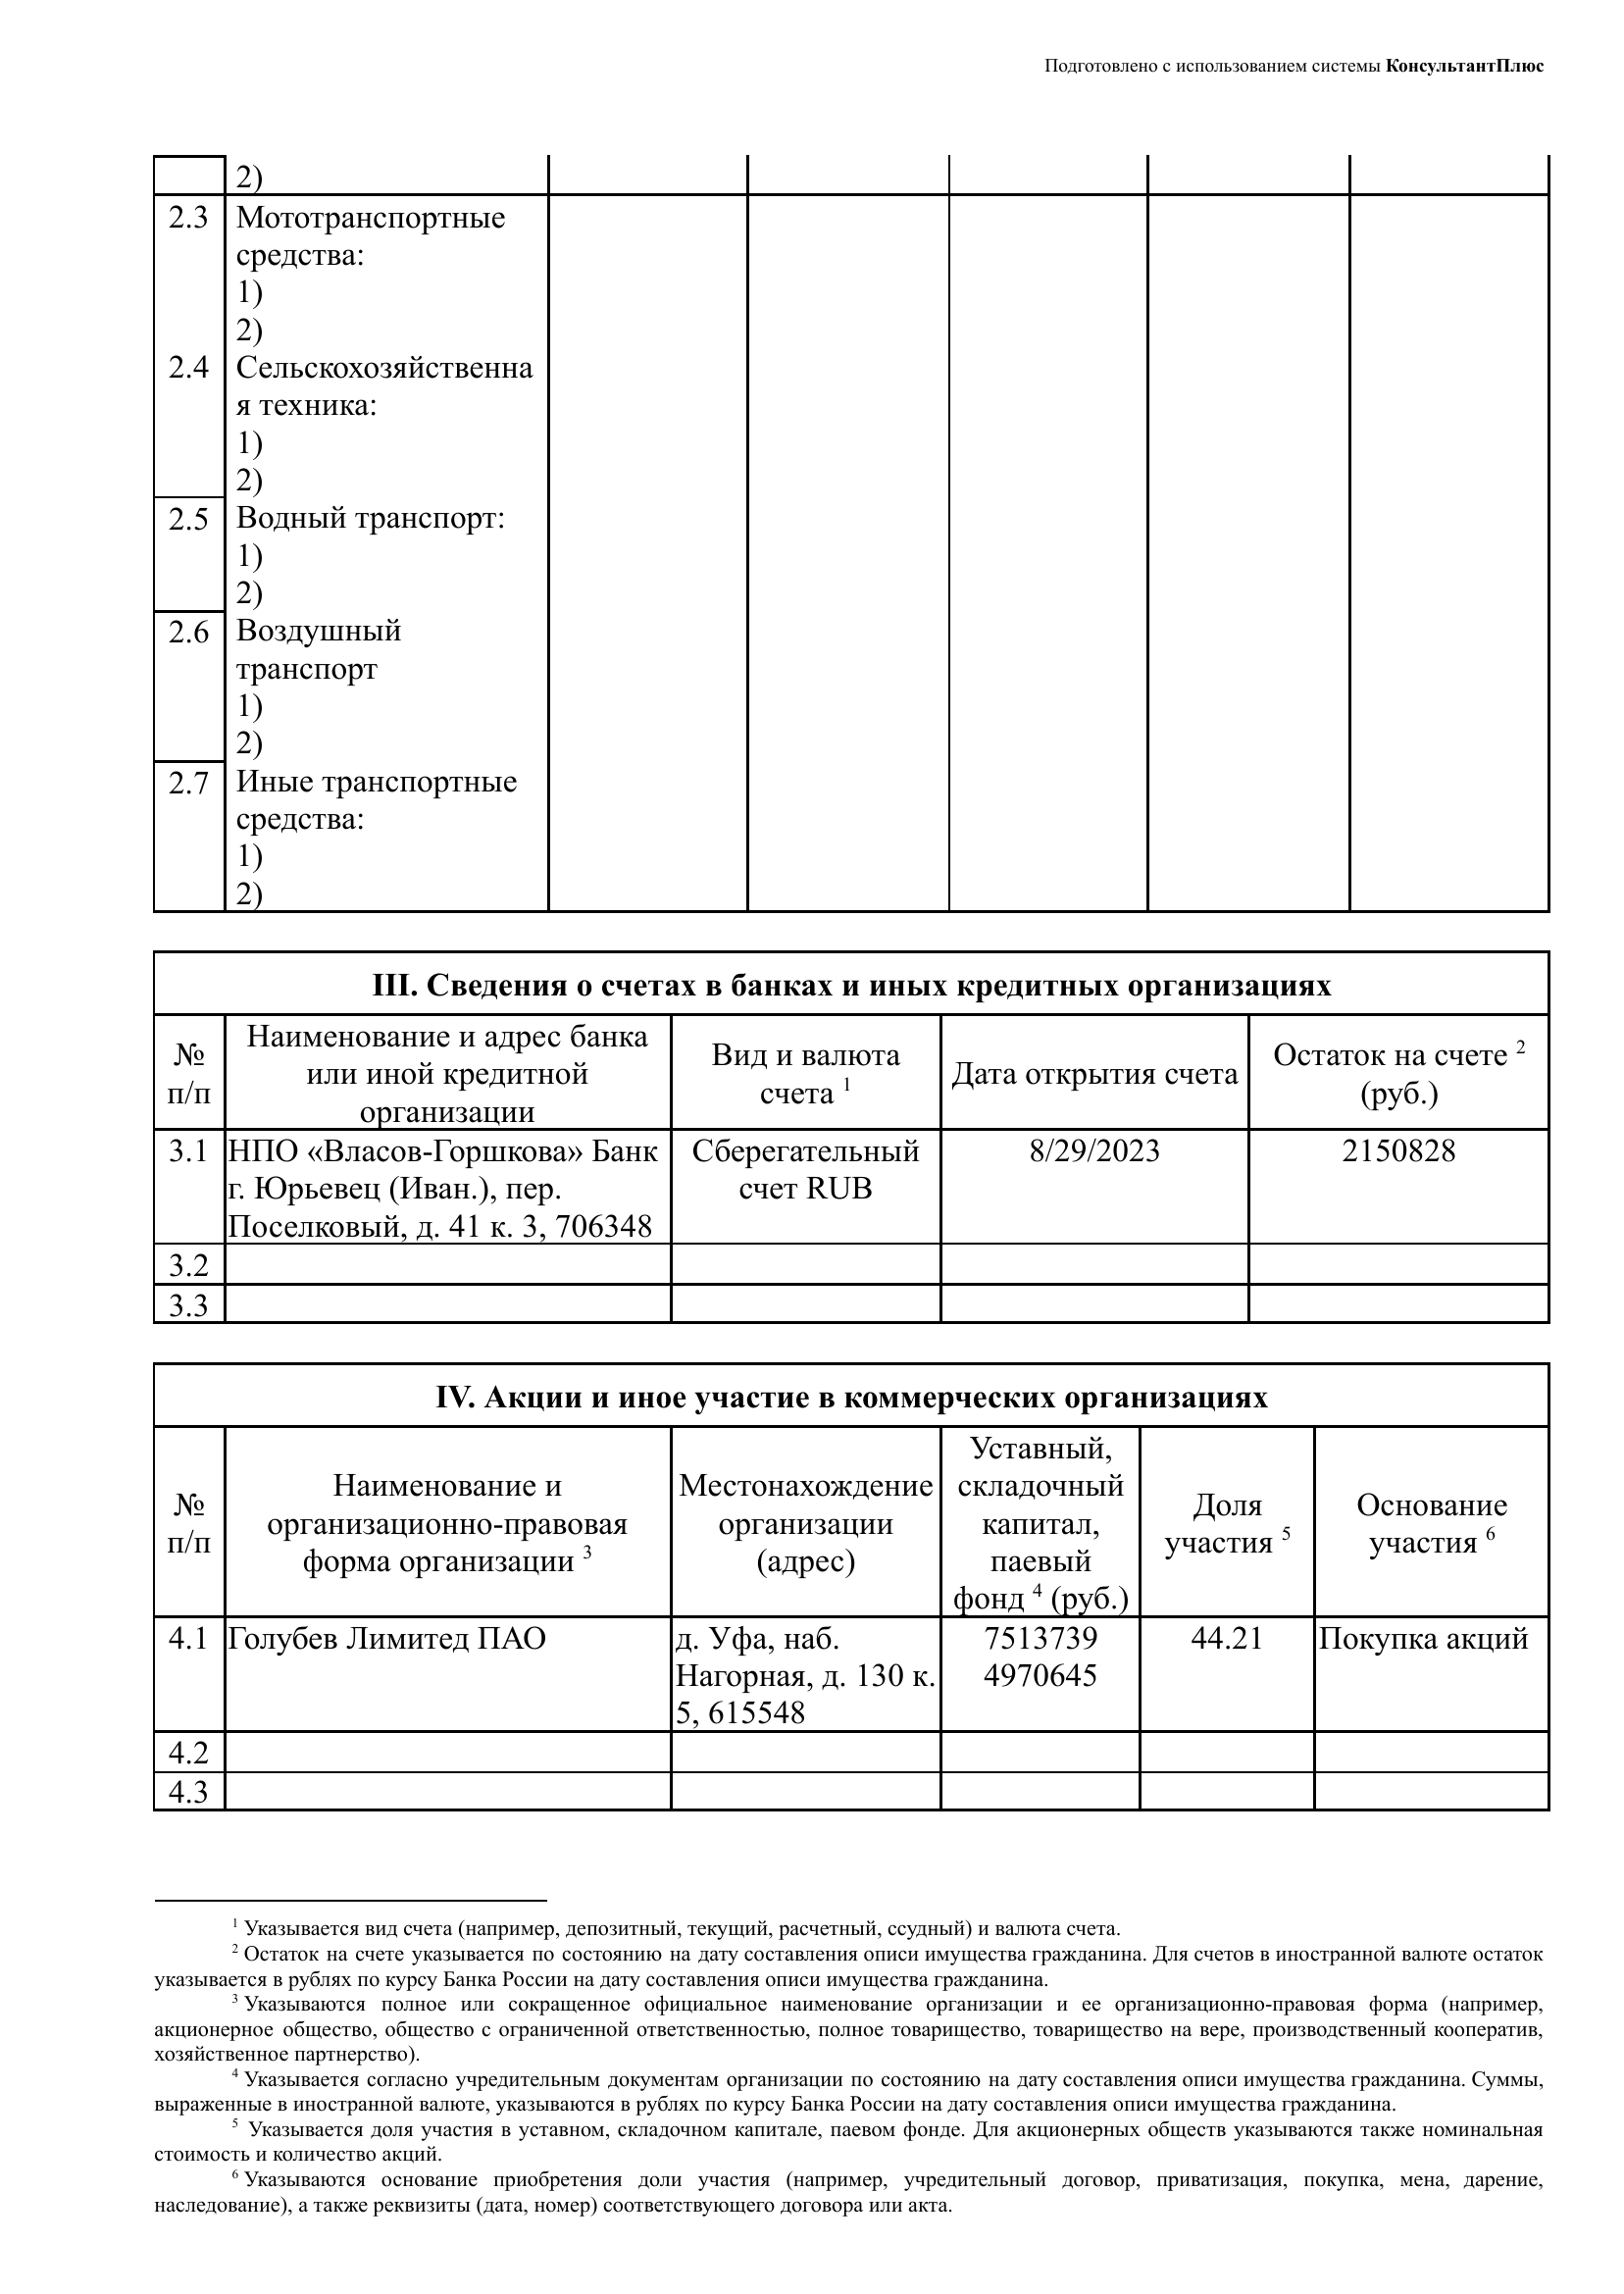 Подготовлено с использованием системы КонсультантПлюс
2)
2.3 Мототранспортные
средства:
1)
2)
2.4 Сельскохозяйственна
я техника:
1)
2)
2.5 Водный транспорт:
1)
2)
2.6 Воздушный
транспорт
1)
2)
2.7 Иные транспортные
средства:
1)
2)
III. Сведения о счетах в банках и иных кредитных организациях
№
п/п
Наименование и адрес банка
или иной кредитной
организации
Вид и валюта
счета 1
Дата открытия счета
Остаток на счете 2
(руб.)
3.1
НПО «Власов-Горшкова» Банк
г. Юрьевец (Иван.), пер.
Поселковый, д. 41 к. 3, 706348
Сберегательный
счет RUB
8/29/2023
2150828
3.2
3.3
IV. Акции и иное участие в коммерческих организациях
№
п/п
Наименование и
организационно-правовая
форма организации 3
Местонахождение
организации
(адрес)
Уставный,
складочный
капитал,
паевый
фонд 4 (руб.)
Доля
участия 5
Основание
участия 6
4.1
Голубев Лимитед ПАО
д. Уфа, наб.
Нагорная, д. 130 к.
5, 615548
7513739
4970645
44.21
Покупка акций
4.2
4.3
1 Указывается вид счета (например, депозитный, текущий, расчетный, ссудный) и валюта счета.
2 Остаток на счете указывается по состоянию на дату составления описи имущества гражданина. Для счетов в иностранной валюте остаток
указывается в рублях по курсу Банка России на дату составления описи имущества гражданина.
3 Указываются полное или сокращенное официальное наименование организации и ее организационно-правовая форма (например,
акционерное общество, общество с ограниченной ответственностью, полное товарищество, товарищество на вере, производственный кооператив,
хозяйственное партнерство).
4 Указывается согласно учредительным документам организации по состоянию на дату составления описи имущества гражданина. Суммы,
выраженные в иностранной валюте, указываются в рублях по курсу Банка России на дату составления описи имущества гражданина.
5 Указывается доля участия в уставном, складочном капитале, паевом фонде. Для акционерных обществ указываются также номинальная
стоимость и количество акций.
6 Указываются основание приобретения доли участия (например, учредительный договор, приватизация, покупка, мена, дарение,
наследование), а также реквизиты (дата, номер) соответствующего договора или акта.